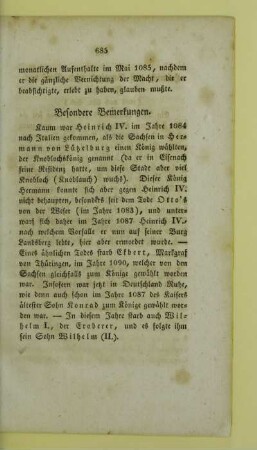 685
monatlichen Aufenthalte im Mai 1085, nachdem
er die gänzliche Vernichtung der Macht, die er
beabsichtigte, erlebt zu haben, glauben mußte.
Besondere Bemerkungen.
Kaum war Heinrich IV. im Jahre 1084
nach Italien gekommen, als die Sachsen in Her-
mann von Lützelburg einen König wählten,
der Knoblochskönig genannt (da er in Eisenach
seine Residenz hatte, um diese Stadt aber viel
Knobloch (Knoblauch) wuchs). Dieser König
Hermann konnte sich aber gegen Heinrich IV.
nicht behaupten, besonders seit dem Tode Otto's
von der Weser (im Jahre 1083), und unter-
warf sich daher im Jahre 1087 Heinrich IV.,
nach welchem Vorfalle er nun auf seiner Burg
Landsberg lebte, hier aber ermordet wurde. —
Eines ähnlichen Todes starb Ekbert, Markgraf
von Thüringen, im Jahre 1090, welcher von den
Sachsen gleichfalls zum Könige gewählt worden
war. Insofern war jetzt in Deutschland Ruhe,
wie denn auch schon im Jahre 1087 des Kaisers
ältester Sohn Konrad zum Könige gewählt wor-
den war. — In diesem Jahre starb auch Wil-
helm I., der Eroberer, und es folgte ihm
sein Sohn Wilhelm (II.).